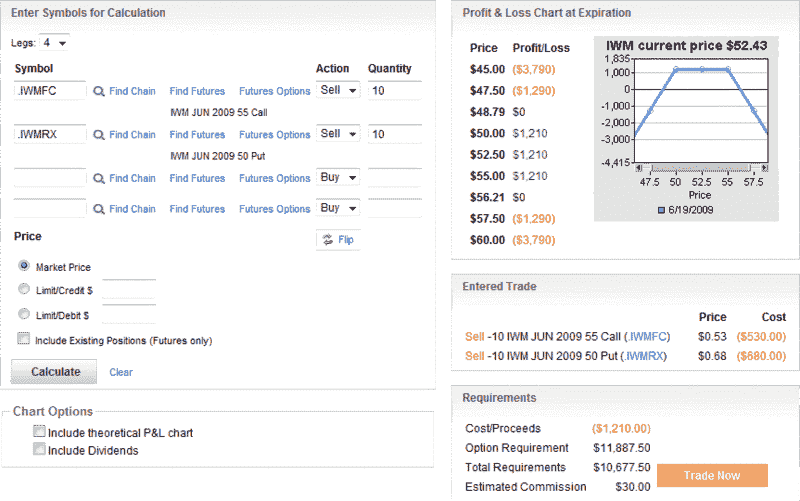 Enter Symbols for Calculation
Legs: 4
Symbol Action Quantity
.IWMFC Find Chain Find Futures Futures Options Sell 10
IWM JUN 2009 55 Call
.IWMRX Find Chain Find Futures Futures Options Sell 10
IWM JUN 2009 50 Put
Find Chain Find Futures Futures Options Buy
Find Chain Find Futures Futures Options Buy
Price Flip
Market Price
Limit/Credit $
Limit/Debit $
Include Existing Positions (Futures only)
Calculate Clear
Chart Options
Include theoretical P&L chart
Include Dividends
Profit & Loss Chart at Expiration
Price Profit/Loss
$45.00 ($3,790)
$47.50 ($1,290)
$48.79 $0
$50.00 $1,210
$52.50 $1,210
$55.00 $1,210
$56.21 $0
$57.50 ($1,290)
$60.00 ($3,790)
IWM current price $52.43
1,835
1,000
0
-1,000
-2,000
-3,000
-4,415
47.5 50 52.5 55 57.5
Price
6/19/2009
Entered Trade
Price Cost
Sell -10 IWM JUN 2009 55 Call (.IWMFC) $0.53 ($530.00)
Sell -10 IWM JUN 2009 50 Put (.IWMRX) $0.68 ($680.00)
Requirements
Cost/Proceeds ($1,210.00)
Option Requirement $11,887.50
Total Requirements $10,677.50
Estimated Commission $30.00
Trade Now